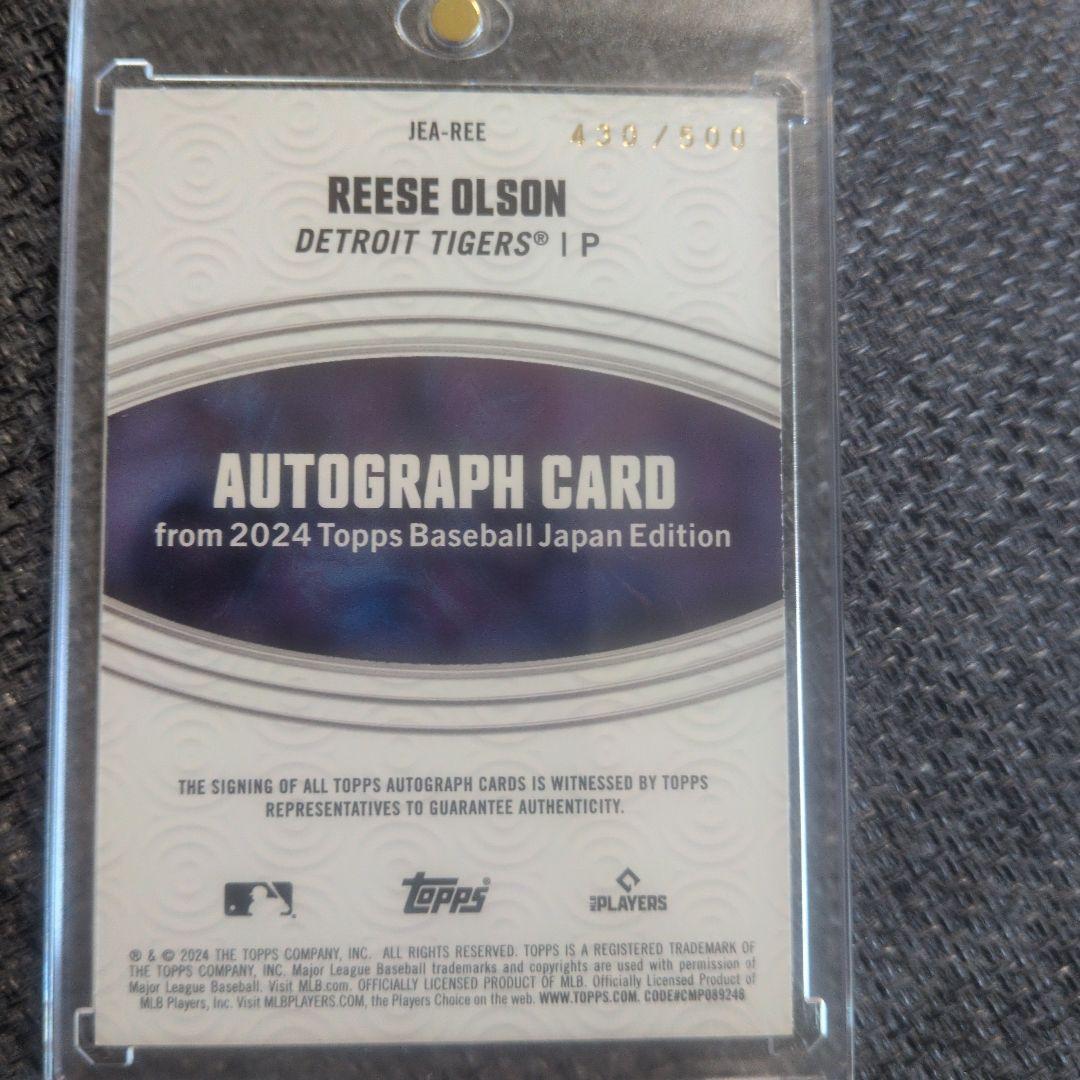 JEA-REE 430/500
REESE OLSON
DETROIT TIGERS® | P
AUTOGRAPH CARD
from 2024 Topps Baseball Japan Edition
THE SIGNING OF ALL TOPPS AUTOGRAPH CARDS IS WITNESSED BY TOPPS
REPRESENTATIVES TO GUARANTEE AUTHENTICITY.
topps® MLB PLAYERS
® & © 2024 THE TOPPS COMPANY, INC. ALL RIGHTS RESERVED. TOPPS IS A REGISTERED TRADEMARK OF
THE TOPPS COMPANY, INC. Major League Baseball trademarks and copyrights are used with permission of
Major League Baseball. Visit MLB.com. OFFICIALLY LICENSED PRODUCT OF MLB. Officially Licensed Product of
MLB Players, Inc. Visit MLBPLAYERS.COM, the Players Choice on the web. WWW.TOPPS.COM. CODE#CMP089246